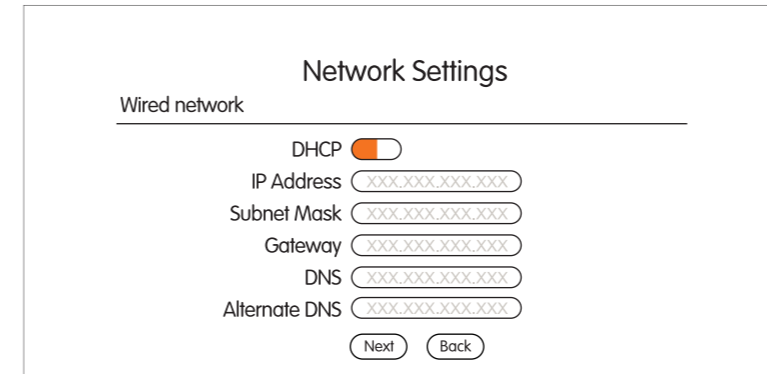 Network Settings
Wired network
DHCP
IP Address XXX.XXX.XXX.XXX
Subnet Mask XXX.XXX.XXX.XXX
Gateway XXX.XXX.XXX.XXX
DNS XXX.XXX.XXX.XXX
Alternate DNS XXX.XXX.XXX.XXX
Next Back